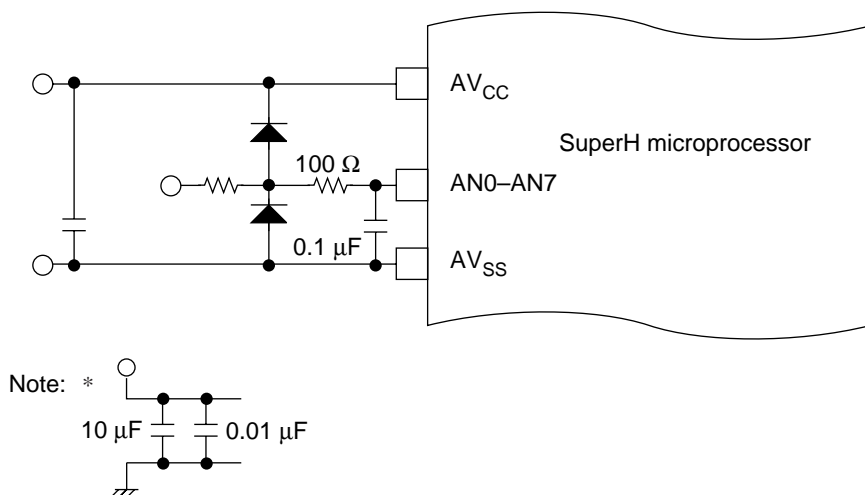 AVCC
SuperH microprocessor
100 Ω
AN0–AN7
0.1 μF
AVSS
Note: *
10 μF
0.01 μF